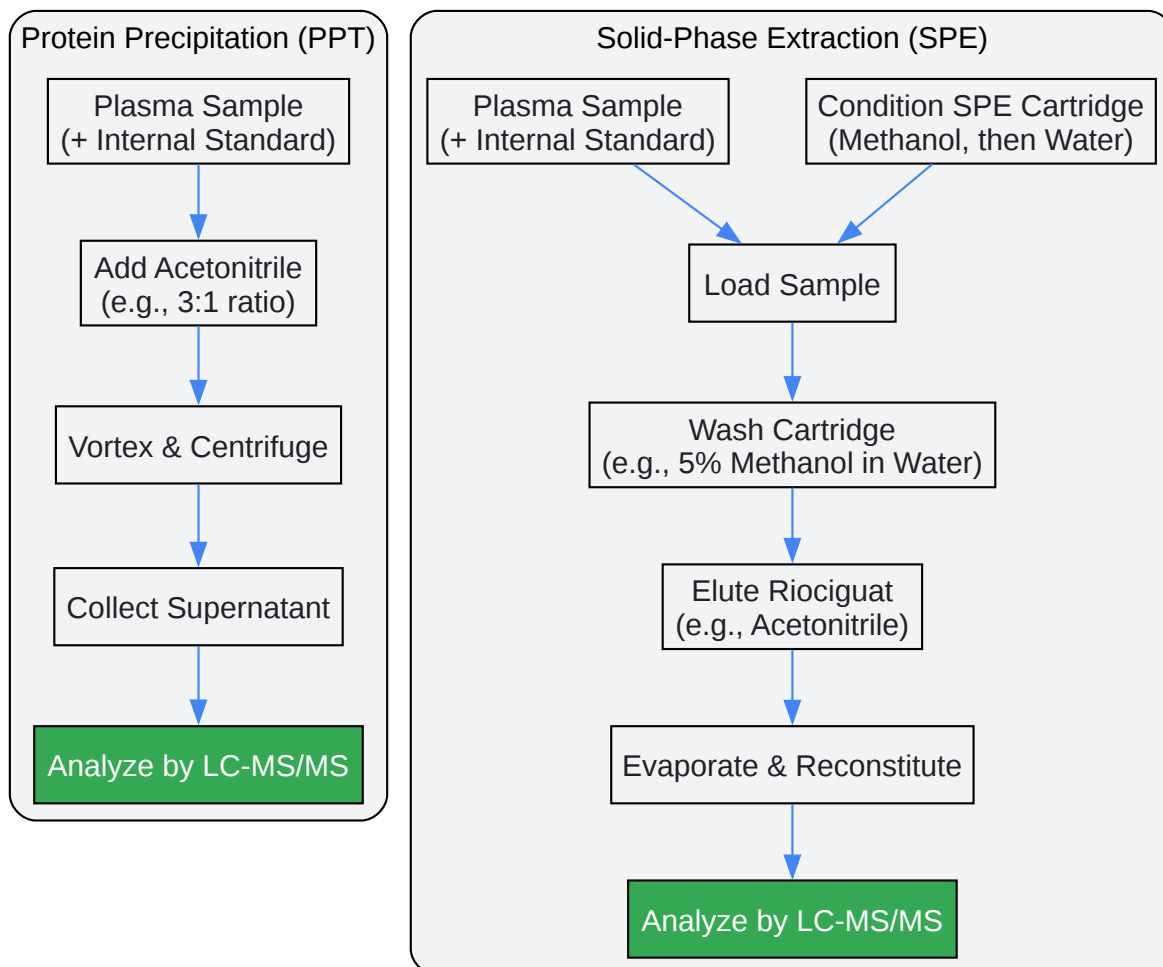 Protein Precipitation (PPT)
Plasma Sample
(+ Internal Standard)
Add Acetonitrile
(e.g., 3:1 ratio)
Vortex & Centrifuge
Collect Supernatant
Analyze by LC-MS/MS
Solid-Phase Extraction (SPE)
Plasma Sample
(+ Internal Standard)
Condition SPE Cartridge
(Methanol, then Water)
Load Sample
Wash Cartridge
(e.g., 5% Methanol in Water)
Elute Riociguat
(e.g., Acetonitrile)
Evaporate & Reconstitute
Analyze by LC-MS/MS